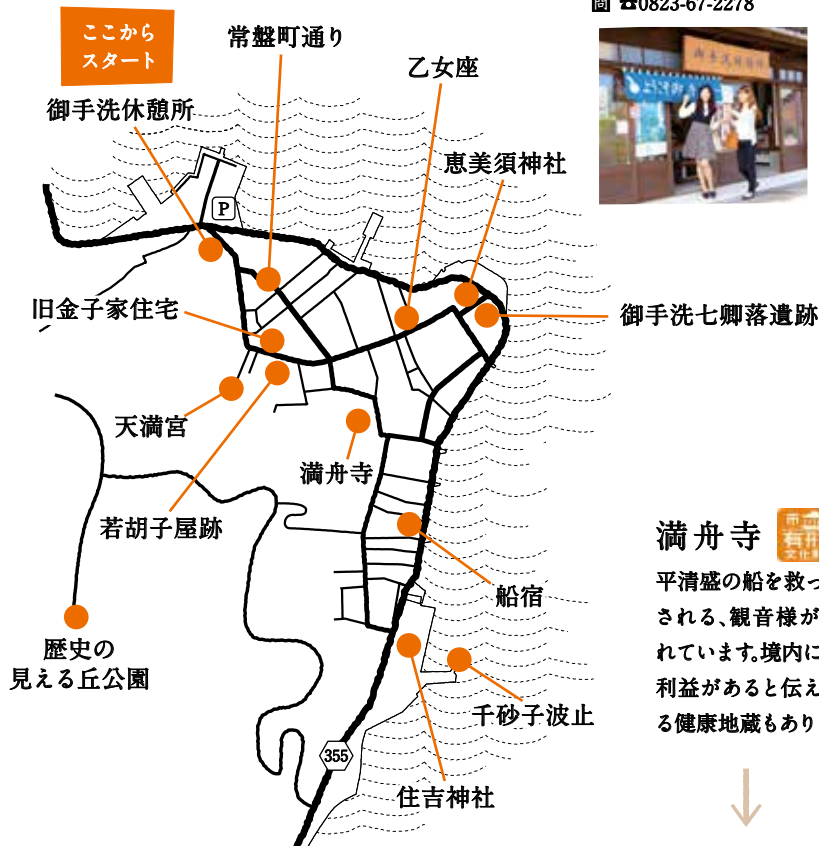 問 ☎0823-67-2278
ここから
スタート
常盤町通り
乙女座
御手洗休憩所
恵美須神社
P
旧金子家住宅
御手洗七卿落遺跡
天満宮
満舟寺
若胡子屋跡
船宿
歴史の
見える丘公園
千砂子波止
355
住吉神社
満舟寺
平清盛の船を救っ
される、観音様が
れています。境内に
利益があると伝え
る健康地蔵もあり